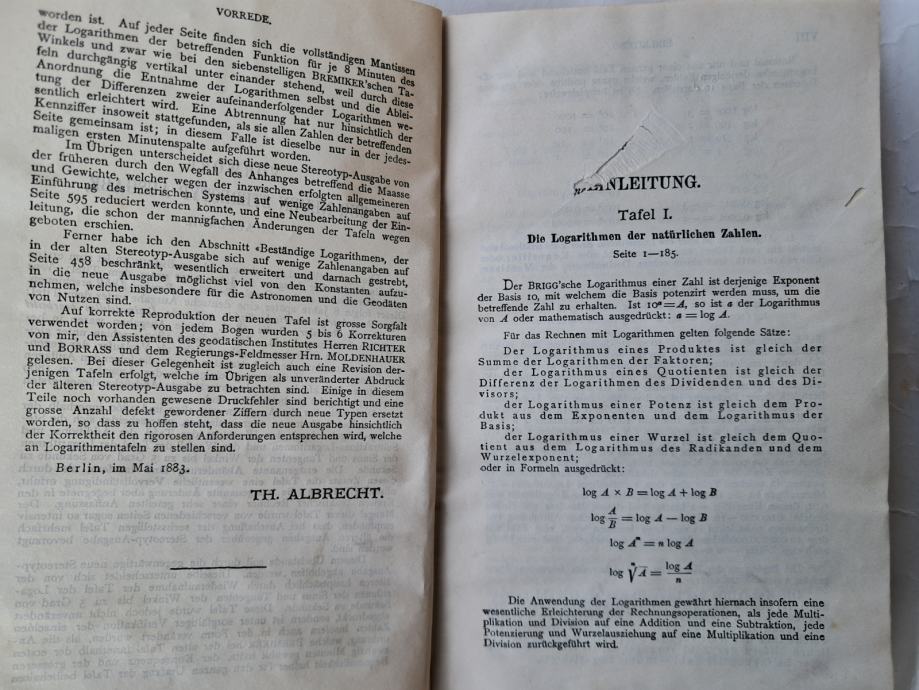 VORREDE.
worden ist. Auf jeder Seite finden sich die vollständigen Mantissen
der Logarithmen der betreffenden Funktion für je 8 Minuten des
Winkels und zwar wie bei den siebenstelligen BREMIKER'schen Ta-
feln durchgängig vertikal unter einander stehend, weil durch diese
Anordnung die Entnahme der Logarithmen selbst und die Ablei-
tung der Differenzen zweier aufeinanderfolgender Logarithmen we-
sentlich erleichtert wird. Eine Abtrennung hat nur hinsichtlich der
Kennziffer insoweit stattgefunden, als sie allen Zahlen der betreffenden
Seite gemeinsam ist; in diesem Falle ist dieselbe nur in der jedes-
maligen ersten Minutenspalte aufgeführt worden.
Im Übrigen unterscheidet sich diese neue Stereotyp-Ausgabe von
der früheren durch den Wegfall des Anhanges betreffend die Maasse
und Gewichte, welcher wegen der inzwischen erfolgten allgemeineren
Einführung des metrischen Systems auf wenige Zahlenangaben auf
Seite 595 reduciert werden konnte, und eine Neubearbeitung der Ein-
leitung, die schon der mannigfachen Änderungen der Tafeln wegen
geboten erschien.
Ferner habe ich den Abschnitt «Beständige Logarithmen», der
in der alten Stereotyp-Ausgabe sich auf wenige Zahlenangaben auf
Seite 458 beschränkt, wesentlich erweitert und darnach gestrebt,
in die neue Ausgabe möglichst viel von den Konstanten aufzu-
nehmen, welche insbesondere für die Astronomen und die Geodäten
von Nutzen sind.
Auf korrekte Reproduction der neuen Tafel ist grosse Sorgfalt
verwendet worden; von jedem Bogen wurden 5 bis 6 Korrekturen
von mir, den Assistenten des geodätischen Institutes Herren RICHTER
und BORRASS und dem Regierungs-Feldmesser Hrn. MOLDENHAUER
gelesen. Bei dieser Gelegenheit ist zugleich auch eine Revision der-
jenigen Tafeln erfolgt, welche im Übrigen als unveränderter Abdruck
der älteren Stereotyp-Ausgabe zu betrachten sind. Einige in diesem
Teile noch vorhanden gewesene Druckfehler sind berichtigt und eine
grosse Anzahl defekt gewordener Ziffern durch neue Typen ersetzt
worden, so dass zu hoffen steht, dass die neue Ausgabe hinsichtlich
der Korrektheit den rigorosen Anforderungen entsprechen wird, welche
an Logarithmentafeln zu stellen sind.
Berlin, im Mai 1883.
TH. ALBRECHT.
NLEITUNG.
Tafel I.
Die Logarithmen der natürlichen Zahlen.
Seite 1—185.
Der BRIGG'sche Logarithmus einer Zahl ist derjenige Exponent
der Basis 10, mit welchem die Basis potenzirt werden muss, um die
betreffende Zahl zu erhalten. Ist 10ᵃ=A, so ist a der Logarithmus
von A oder mathematisch ausgedrückt: a = log A.
Für das Rechnen mit Logarithmen gelten folgende Sätze:
Der Logarithmus eines Produktes ist gleich der
Summe der Logarithmen der Faktoren;
der Logarithmus eines Quotienten ist gleich der
Differenz der Logarithmen des Dividenden und des Di-
visors;
der Logarithmus einer Potenz ist gleich dem Pro-
dukt aus dem Exponenten und dem Logarithmus der
Basis;
der Logarithmus einer Wurzel ist gleich dem Quo-
tient aus dem Logarithmus des Radikanden und dem
Wurzelexponent;
oder in Formeln ausgedrückt:
log A × B = log A + log B
log A/B = log A — log B
log Aⁿ = n log A
log ⁿ√A = log A/n
Die Anwendung der Logarithmen gewährt hiernach insofern eine
wesentliche Erleichterung der Rechnungsoperationen, als jede Multi-
plikation und Division auf eine Addition und eine Subtraktion, jede
Potenzierung und Wurzelausziehung auf eine Multiplikation und eine
Division zurückgeführt wird.